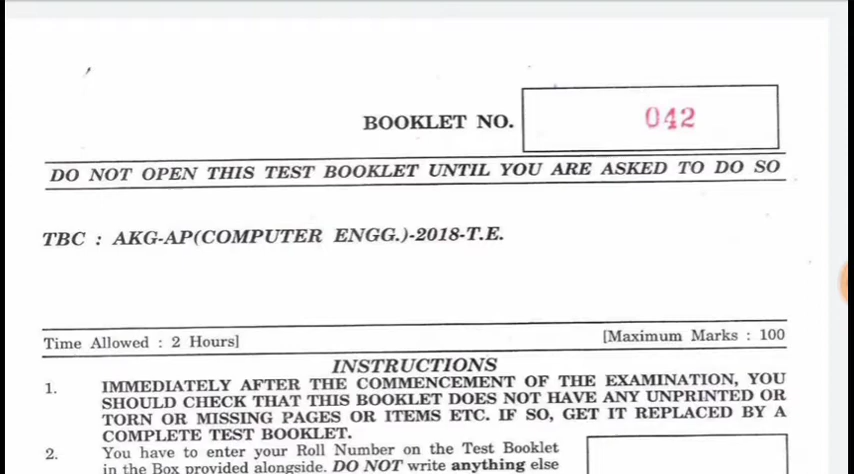 BOOKLET NO.
042
DO NOT OPEN THIS TEST BOOKLET UNTIL YOU ARE ASKED TO DO SO
TBC : AKG-AP(COMPUTER ENGG.)-2018-T.E.
Time Allowed : 2 Hours]
[Maximum Marks : 100
INSTRUCTIONS
1. IMMEDIATELY AFTER THE COMMENCEMENT OF THE EXAMINATION, YOU
SHOULD CHECK THAT THIS BOOKLET DOES NOT HAVE ANY UNPRINTED OR
TORN OR MISSING PAGES OR ITEMS ETC. IF SO, GET IT REPLACED BY A
COMPLETE TEST BOOKLET.
2. You have to enter your Roll Number on the Test Booklet
in the Box provided alongside. DO NOT write anything else